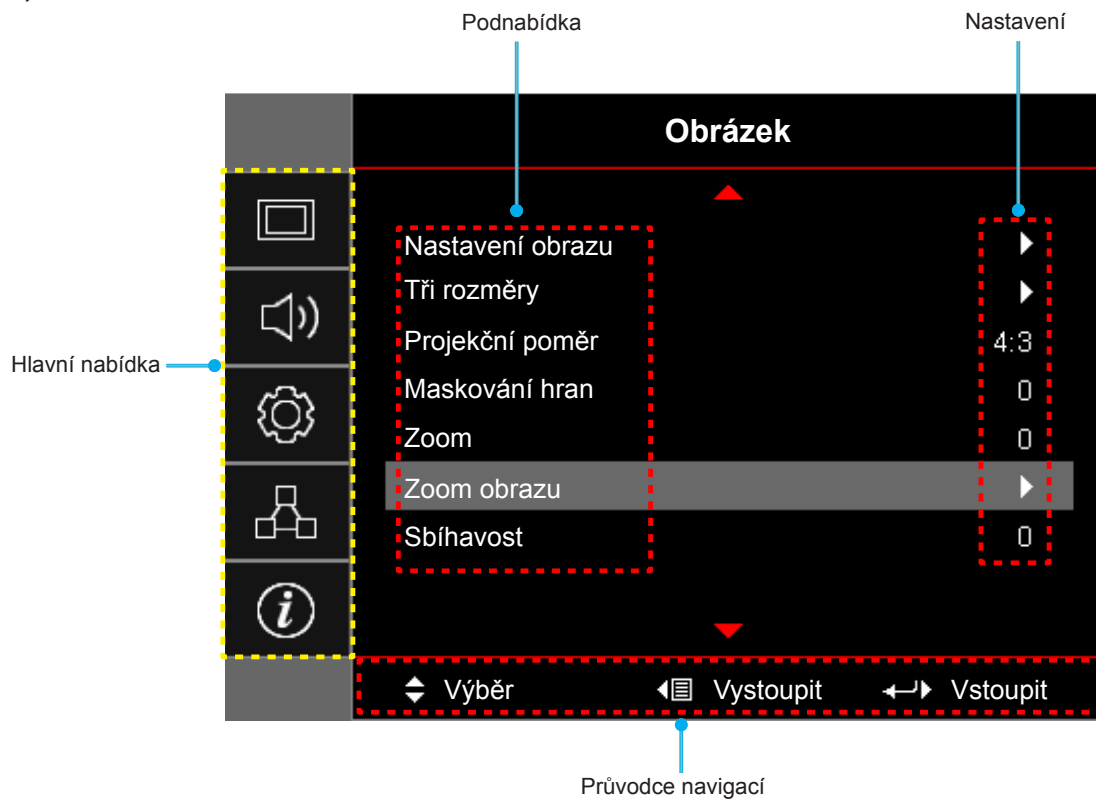 Podnabídka
Nastavení
Obrázek
Nastavení obrazu
Tři rozměry
Projekční poměr 4:3
Maskování hran 0
Zoom 0
Zoom obrazu
Sbíhavost 0
Hlavní nabídka
Výběr Vystoupit Vstoupit
Průvodce navigací